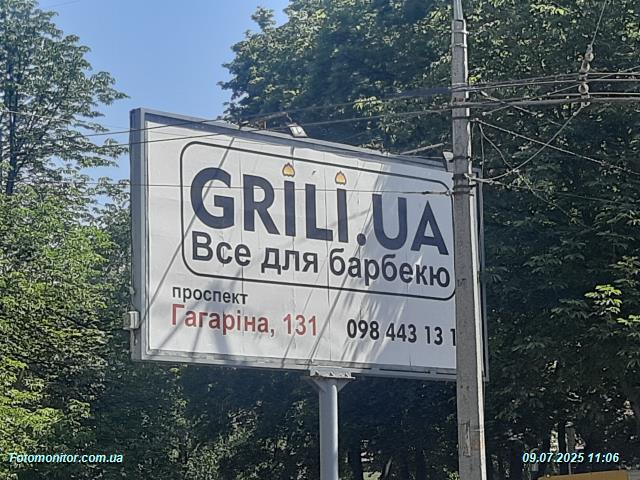 GRILI.UA
Все для барбекю
проспект
Гагаріна, 131
098 443 13 1
Fotomonitor.com.ua
09.07.2025 11:06